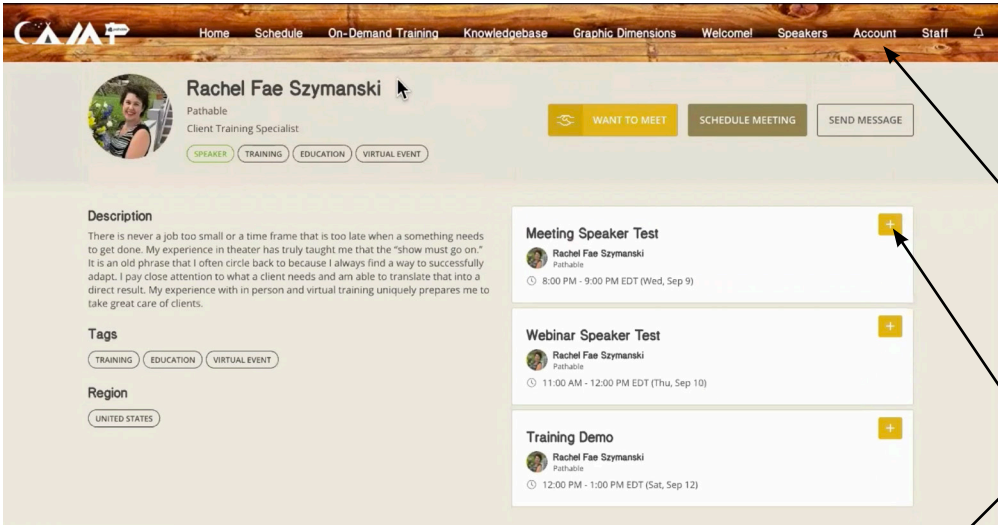 CAMP
Home Schedule On-Demand Training Knowledgebase Graphic Dimensions Welcome! Speakers Account Staff
Rachel Fae Szymanski
Pathable
Client Training Specialist
SPEAKER TRAINING EDUCATION VIRTUAL EVENT
WANT TO MEET SCHEDULE MEETING SEND MESSAGE
Description
There is never a job too small or a time frame that is too late when a something needs
to get done. My experience in theater has truly taught me that the “show must go on.”
It is an old phrase that I often circle back to because I always find a way to successfully
adapt. I pay close attention to what a client needs and am able to translate that into a
direct result. My experience with in person and virtual training uniquely prepares me to
take great care of clients.
Tags
TRAINING EDUCATION VIRTUAL EVENT
Region
UNITED STATES
Meeting Speaker Test
Rachel Fae Szymanski
Pathable
8:00 PM - 9:00 PM EDT (Wed, Sep 9)
Webinar Speaker Test
Rachel Fae Szymanski
Pathable
11:00 AM - 12:00 PM EDT (Thu, Sep 10)
Training Demo
Rachel Fae Szymanski
Pathable
12:00 PM - 1:00 PM EDT (Sat, Sep 12)